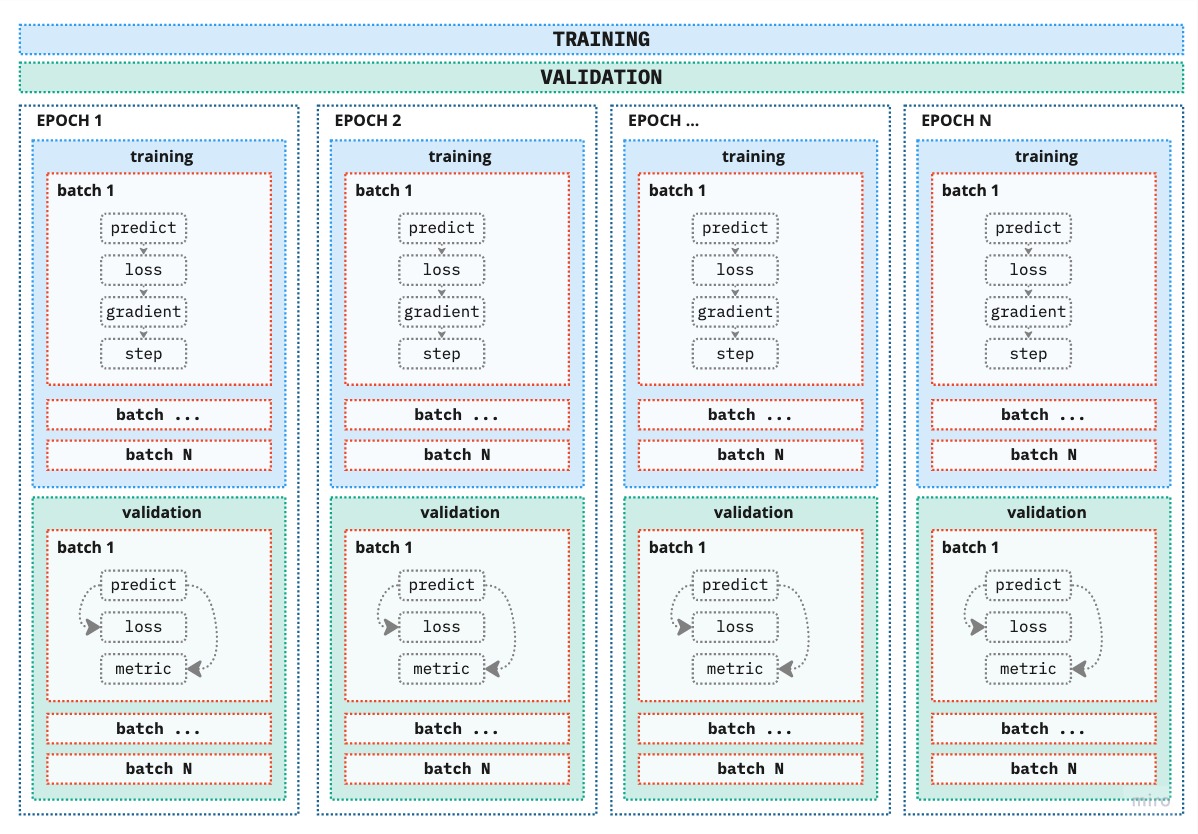 TRAINING
VALIDATION
EPOCH 1
training
batch 1
predict
loss
gradient
step
batch ...
batch N
validation
batch 1
predict
loss
metric
batch ...
batch N
EPOCH 2
training
batch 1
predict
loss
gradient
step
batch ...
batch N
validation
batch 1
predict
loss
metric
batch ...
batch N
EPOCH ...
training
batch 1
predict
loss
gradient
step
batch ...
batch N
validation
batch 1
predict
loss
metric
batch ...
batch N
EPOCH N
training
batch 1
predict
loss
gradient
step
batch ...
batch N
validation
batch 1
predict
loss
metric
batch ...
batch N
miro